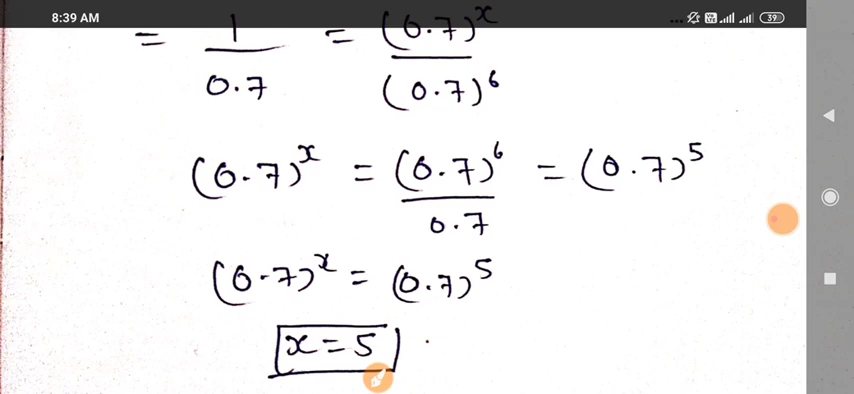 8:39 AM ... 39
= 1/0.7 = (0.7)^x/(0.7)^6
(0.7)^x = (0.7)^6/0.7 = (0.7)^5
(0.7)^x = (0.7)^5
x = 5